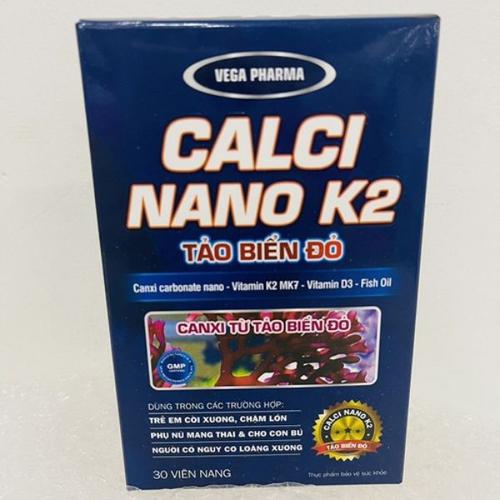 VEGA PHARMA
CALCI
NANO K2
TẢO BIỂN ĐỎ
Canxi carbonate nano - Vitamin K2 MK7 - Vitamin D3 - Fish Oil
CANXI TỪ TẢO BIỂN ĐỎ
GMP
DÙNG TRONG CÁC TRƯỜNG HỢP:
TRẺ EM CÒI XƯƠNG, CHẬM LỚN
PHỤ NỮ MANG THAI & CHO CON BÚ
NGƯỜI CÓ NGUY CƠ LOÃNG XƯƠNG
CALCI NANO K2
TẢO BIỂN ĐỎ
30 VIÊN NANG
Thực phẩm bảo vệ sức khỏe